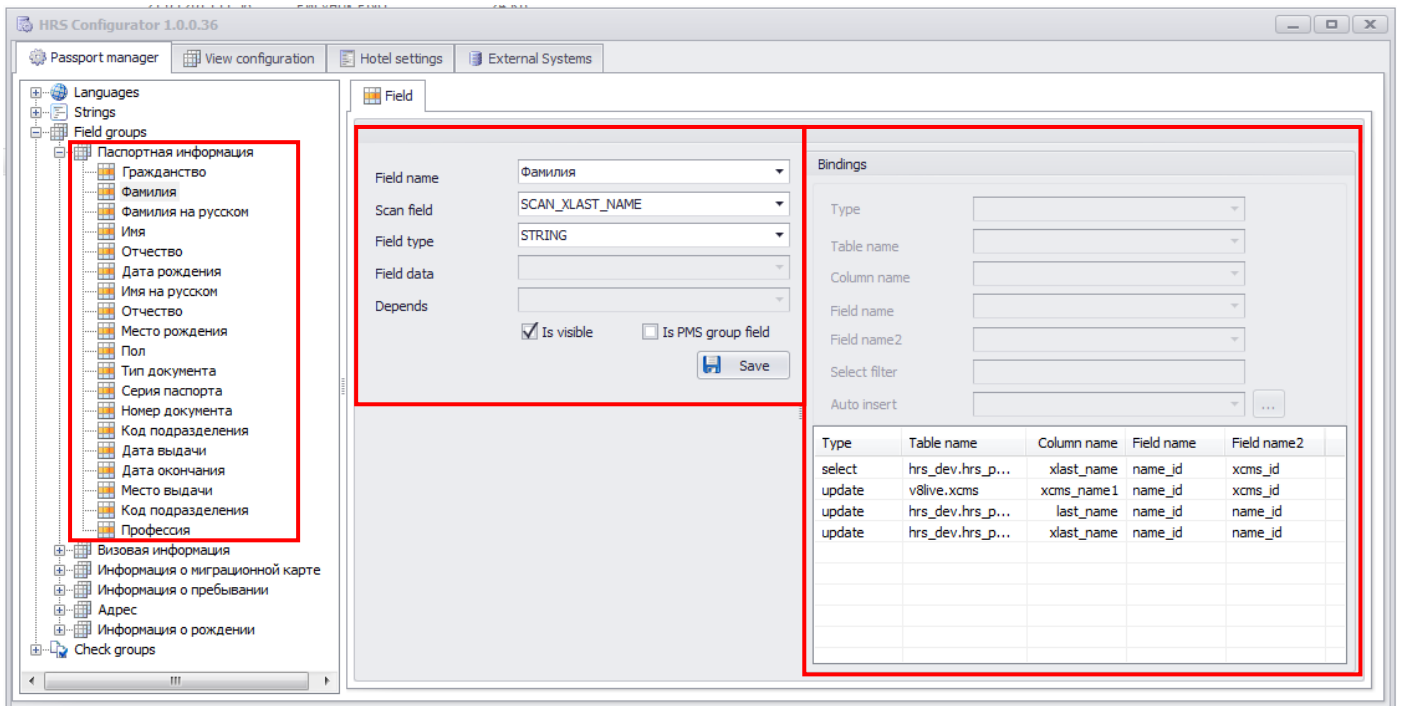 HRS Configurator 1.0.0.36
Passport manager View configuration Hotel settings External Systems
Languages
Strings
Field groups
Паспортная информация
Гражданство
Фамилия
Фамилия на русском
Имя
Отчество
Дата рождения
Имя на русском
Отчество
Место рождения
Пол
Тип документа
Серия паспорта
Номер документа
Код подразделения
Дата выдачи
Дата окончания
Место выдачи
Код подразделения
Профессия
Визовая информация
Информация о миграционной карте
Информация о пребывании
Адрес
Информация о рождении
Check groups
Field
Field name Фамилия
Scan field SCAN_XLAST_NAME
Field type STRING
Field data
Depends
Is visible Is PMS group field
Save
Bindings
Type
Table name
Column name
Field name
Field name2
Select filter
Auto insert ...
Type Table name Column name Field name Field name2
select hrs_dev.hrs_p... xlast_name name_id xcms_id
update v8live.xcms xcms_name1 name_id xcms_id
update hrs_dev.hrs_p... last_name name_id name_id
update hrs_dev.hrs_p... xlast_name name_id name_id